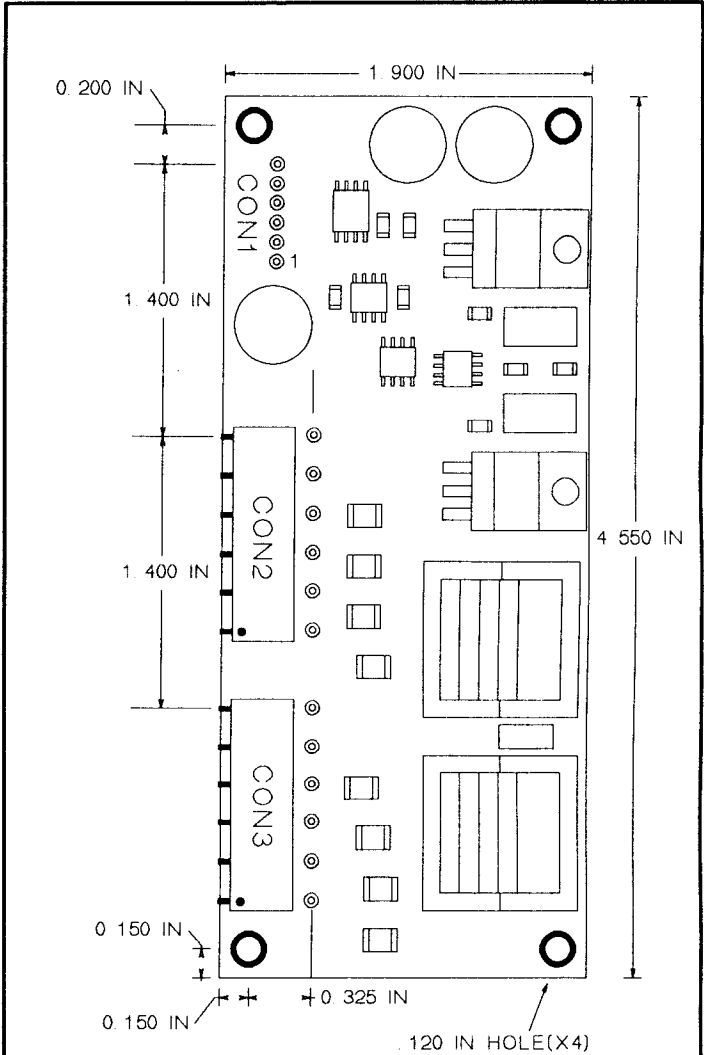 1.900 IN
0.200 IN
CON1
1
1.400 IN
CON2
4.550 IN
1.400 IN
CON3
0.150 IN
0.325 IN
0.150 IN
.120 IN HOLE(X4)